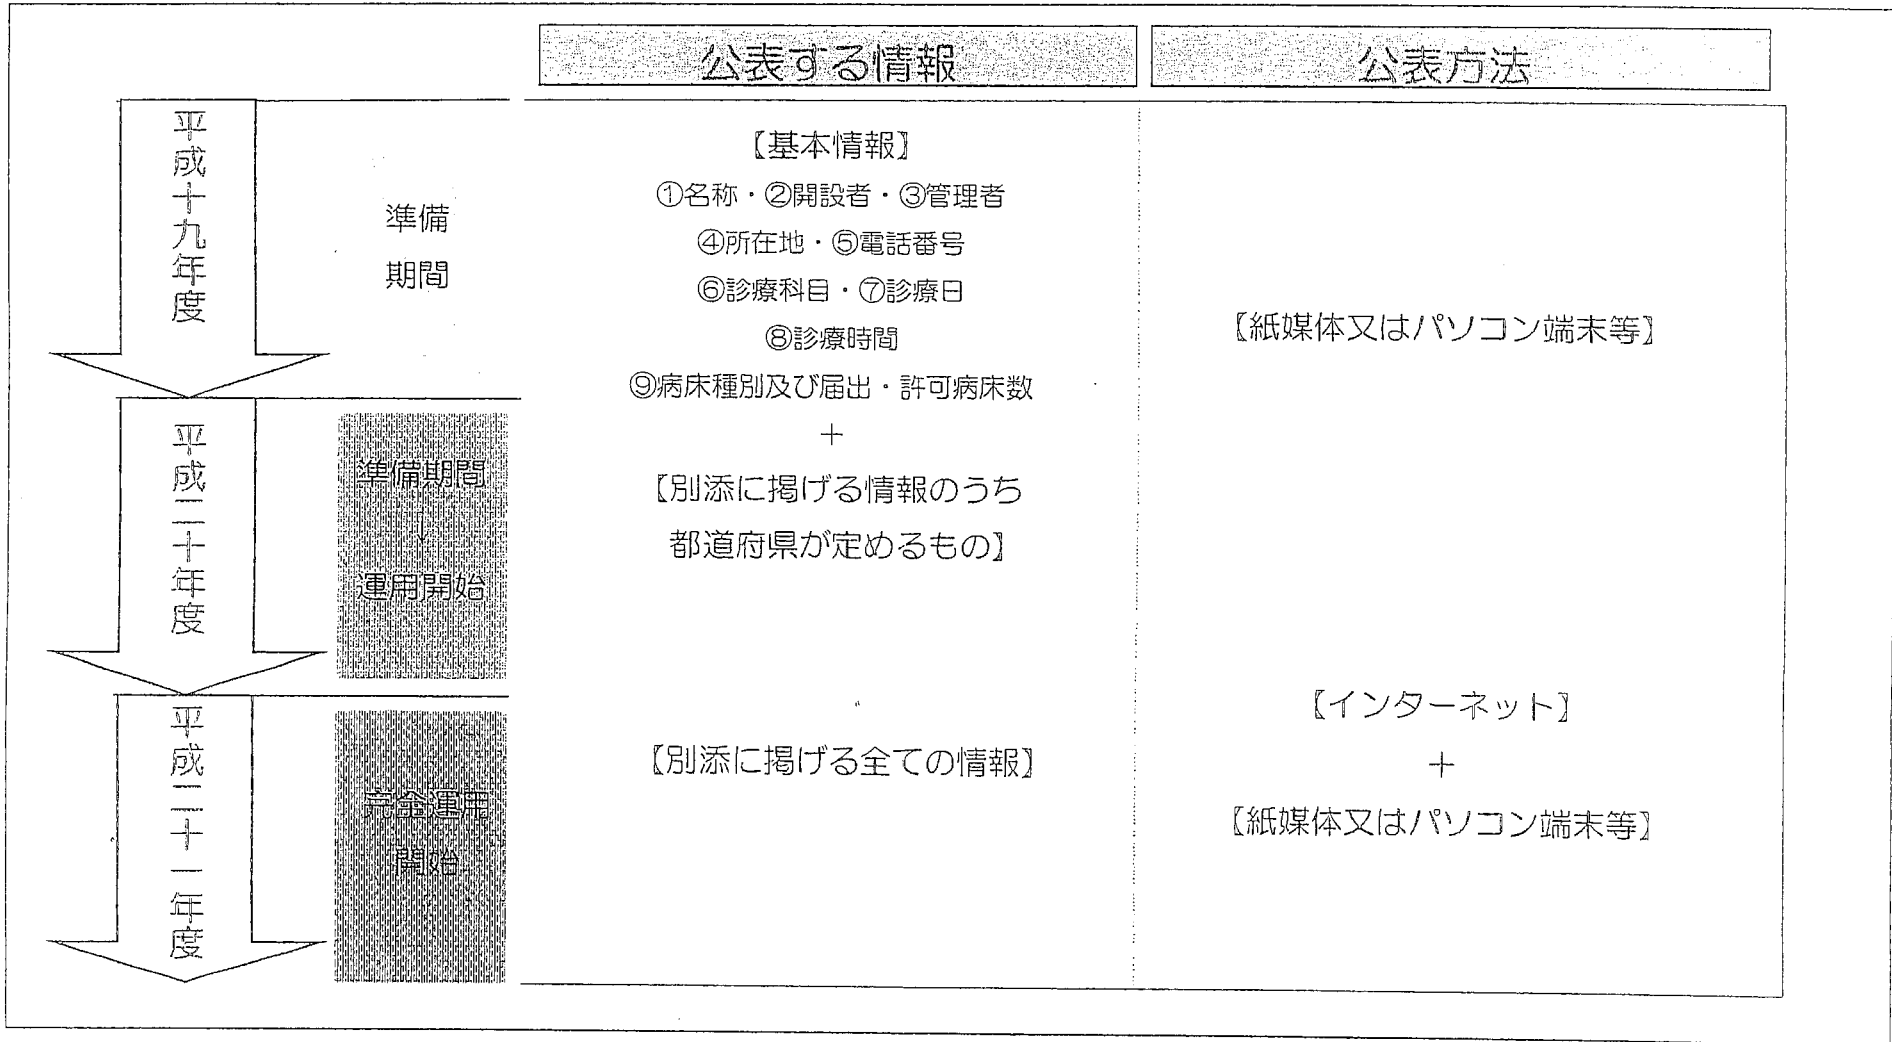 公表する情報
公表方法
平成十九年度
準備
期間
【基本情報】
①名称・②開設者・③管理者
④所在地・⑤電話番号
⑥診療科目・⑦診療日
⑧診療時間
⑨病床種別及び届出・許可病床数
+
【別添に掲げる情報のうち
都道府県が定めるもの】
【紙媒体又はパソコン端末等】
平成二十年度
準備期間
↓
運用開始
平成二十一年度
完全運用
開始
【別添に掲げる全ての情報】
【インターネット】
+
【紙媒体又はパソコン端末等】